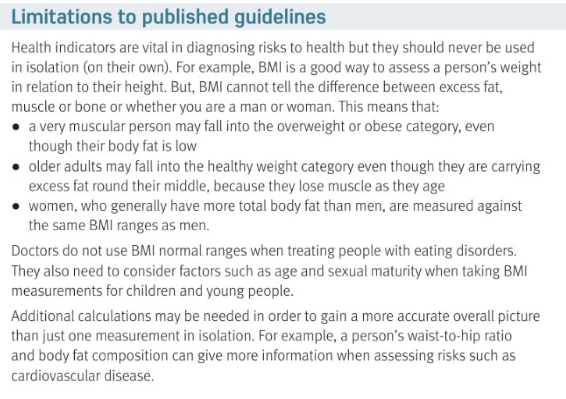 Limitations to published guidelines
Health indicators are vital in diagnosing risks to health but they should never be used
in isolation (on their own). For example, BMI is a good way to assess a person's weight
in relation to their height. But, BMI cannot tell the difference between excess fat,
muscle or bone or whether you are a man or woman. This means that:
● a very muscular person may fall into the overweight or obese category, even
though their body fat is low
● older adults may fall into the healthy weight category even though they are carrying
excess fat round their middle, because they lose muscle as they age
● women, who generally have more total body fat than men, are measured against
the same BMI ranges as men.
Doctors do not use BMI normal ranges when treating people with eating disorders.
They also need to consider factors such as age and sexual maturity when taking BMI
measurements for children and young people.
Additional calculations may be needed in order to gain a more accurate overall picture
than just one measurement in isolation. For example, a person's waist-to-hip ratio
and body fat composition can give more information when assessing risks such as
cardiovascular disease.